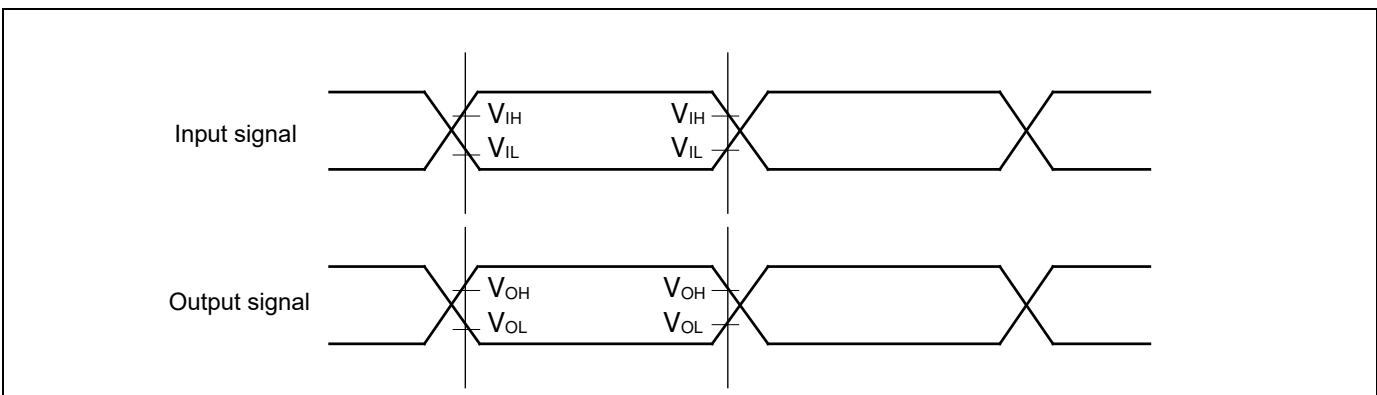 Input signal
VIH VIH
VIL VIL
Output signal
VOH VOH
VOL VOL